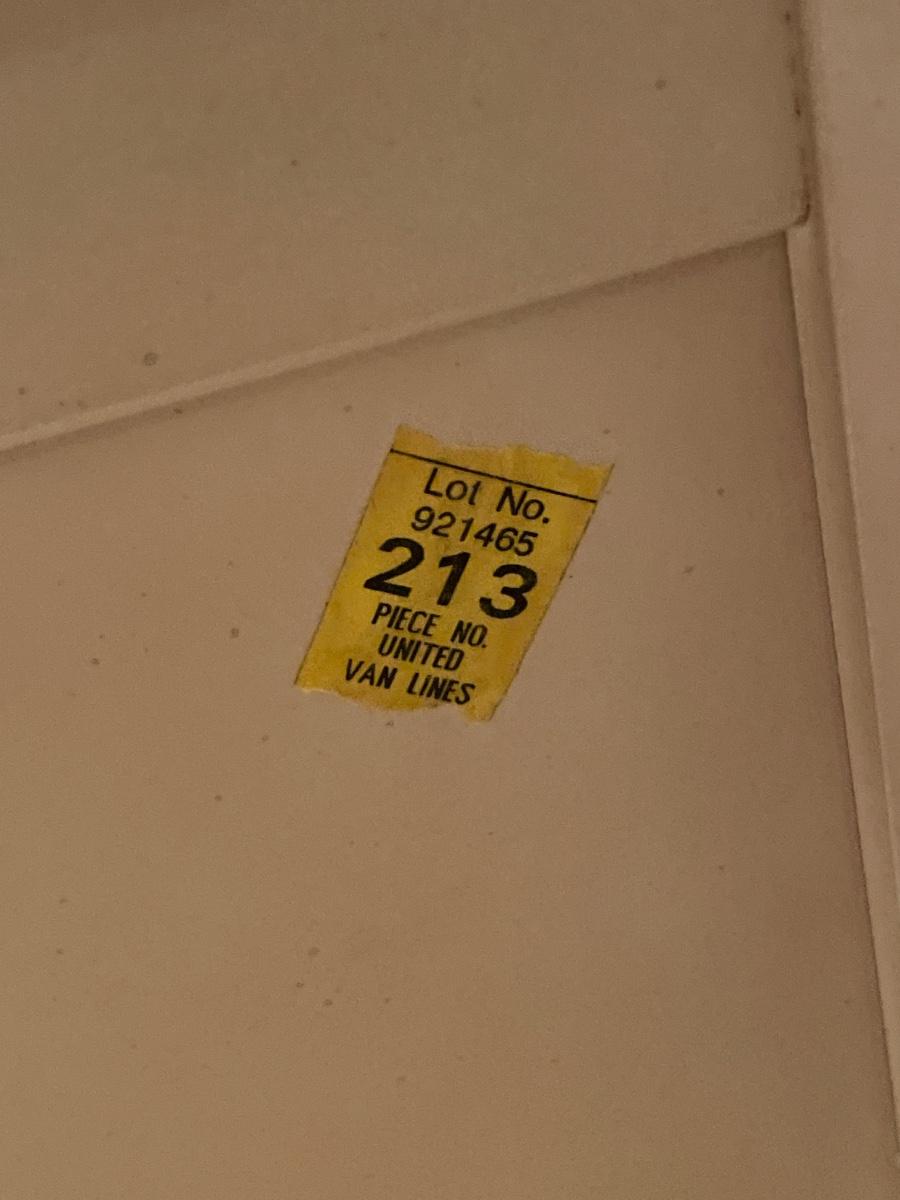 Lot No.
921465
213
PIECE NO.
UNITED
VAN LINES